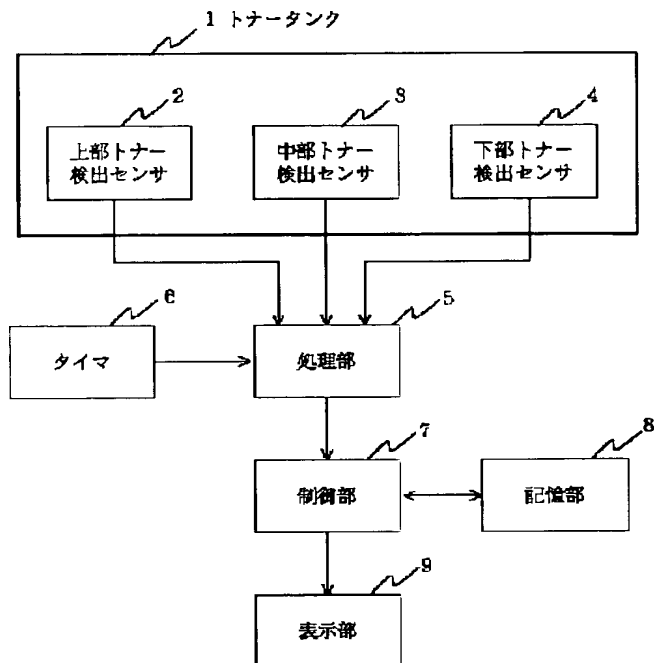 1 トナータンク
2
3
4
上部トナー
検出センサ
中部トナー
検出センサ
下部トナー
検出センサ
6
5
タイマ
処理部
7
8
制御部
記憶部
9
表示部